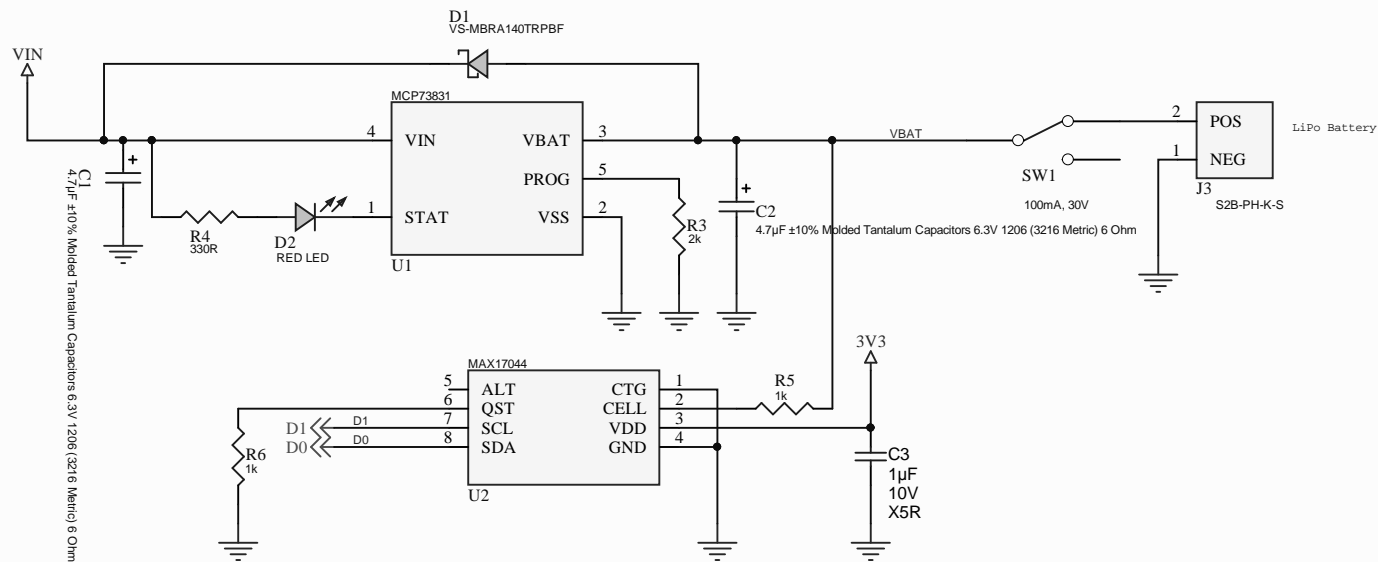 D1
VS-MBRA140TRPBF
VIN
MCP73831
4
VIN
VBAT
3
VBAT
2
POS
LiPo Battery
1
NEG
PROG
5
SW1
J3
S2B-PH-K-S
100mA, 30V
+
C1
4.7µF ±10% Molded Tantalum Capacitors 6.3V 1206 (3216 Metric) 6 Ohm
R4
330R
D2
RED LED
1
STAT
VSS
2
U1
R3
2k
+
C2
4.7µF ±10% Molded Tantalum Capacitors 6.3V 1206 (3216 Metric) 6 Ohm
3V3
MAX17044
5
ALT
CTG
1
R5
1k
6
QST
CELL
2
D1
D1
7
SCL
VDD
3
D0
D0
8
SDA
GND
4
R6
1k
U2
C3
1µF
10V
X5R